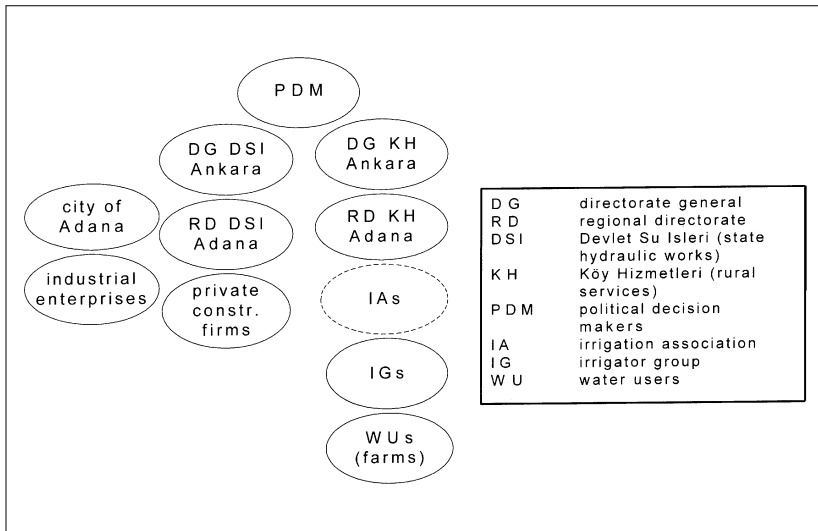 PDM
DG DSI
Ankara
DG KH
Ankara
city of
Adana
RD DSI
Adana
RD KH
Adana
industrial
enterprises
private
constr.
firms
IAs
IGs
WUs
(farms)
DG directorate general
RD regional directorate
DSI Devlet Su Isleri (state
hydraulic works)
KH Köy Hizmetleri (rural
services)
PDM political decision
makers
IA irrigation association
IG irrigator group
WU water users